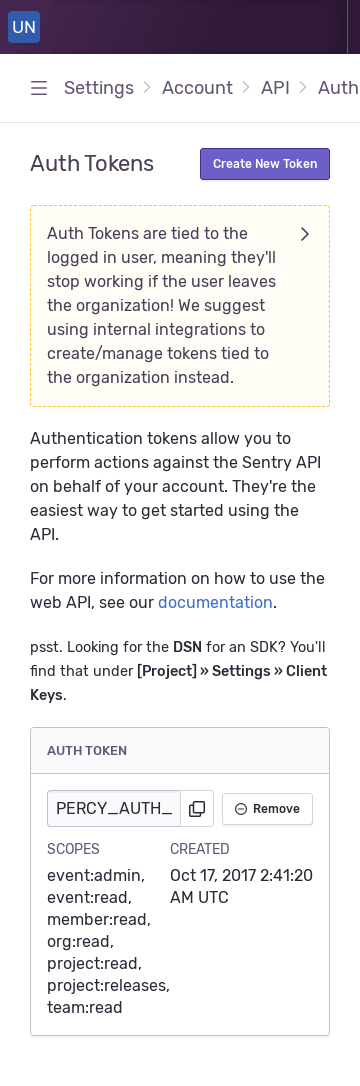 UN
Settings > Account > API > Auth
Auth Tokens
Create New Token
Auth Tokens are tied to the
logged in user, meaning they'll
stop working if the user leaves
the organization! We suggest
using internal integrations to
create/manage tokens tied to
the organization instead.
Authentication tokens allow you to
perform actions against the Sentry API
on behalf of your account. They're the
easiest way to get started using the
API.
For more information on how to use the
web API, see our documentation.
psst. Looking for the DSN for an SDK? You'll
find that under [Project] » Settings » Client
Keys.
AUTH TOKEN
PERCY_AUTH_
Remove
SCOPES
event:admin,
event:read,
member:read,
org:read,
project:read,
project:releases,
team:read
CREATED
Oct 17, 2017 2:41:20
AM UTC